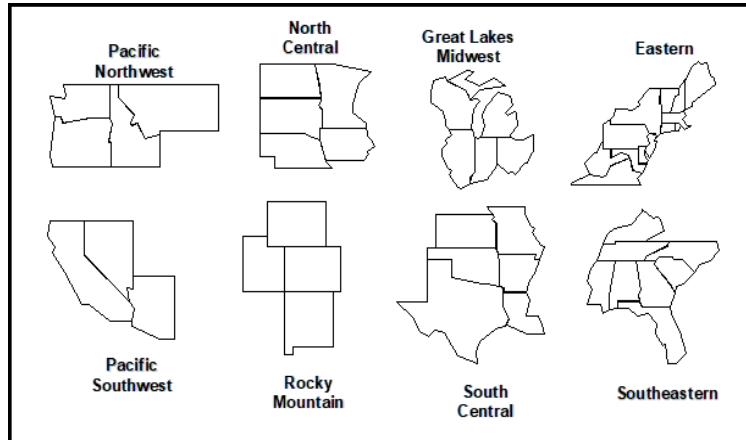 Pacific
Northwest
North
Central
Great Lakes
Midwest
Eastern
Pacific
Southwest
Rocky
Mountain
South
Central
Southeastern